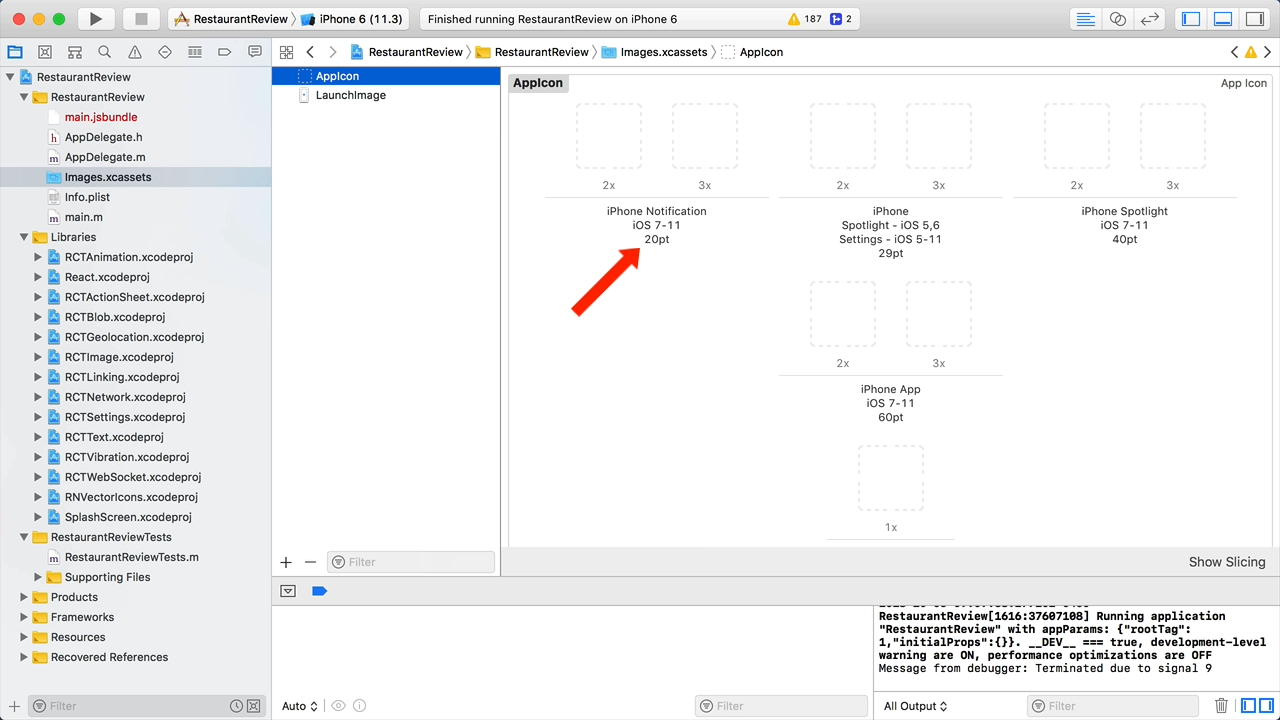 RestaurantReview
iPhone 6 (11.3)
Finished running RestaurantReview on iPhone 6
187
2
RestaurantReview
RestaurantReview
Images.xcassets
AppIcon
RestaurantReview
RestaurantReview
main.jsbundle
AppDelegate.h
AppDelegate.m
Images.xcassets
Info.plist
main.m
Libraries
RCTAnimation.xcodeproj
React.xcodeproj
RCTActionSheet.xcodeproj
RCTBlob.xcodeproj
RCTGeolocation.xcodeproj
RCTImage.xcodeproj
RCTLinking.xcodeproj
RCTNetwork.xcodeproj
RCTSettings.xcodeproj
RCTText.xcodeproj
RCTVibration.xcodeproj
RCTWebSocket.xcodeproj
RNVectorIcons.xcodeproj
SplashScreen.xcodeproj
RestaurantReviewTests
RestaurantReviewTests.m
Supporting Files
Products
Frameworks
Resources
Recovered References
Filter
AppIcon
LaunchImage
Filter
AppIcon
App Icon
2x
3x
2x
3x
2x
3x
iPhone Notification
iOS 7-11
20pt
iPhone
Spotlight - iOS 5,6
Settings - iOS 5-11
29pt
iPhone Spotlight
iOS 7-11
40pt
2x
3x
iPhone App
iOS 7-11
60pt
1x
Show Slicing
RestaurantReview[1616:37607108] Running application
"RestaurantReview" with appParams: {"rootTag":
1,"initialProps":{}}. __DEV__ === true, development-level
warning are ON, performance optimizations are OFF
Message from debugger: Terminated due to signal 9
Auto
Filter
All Output
Filter